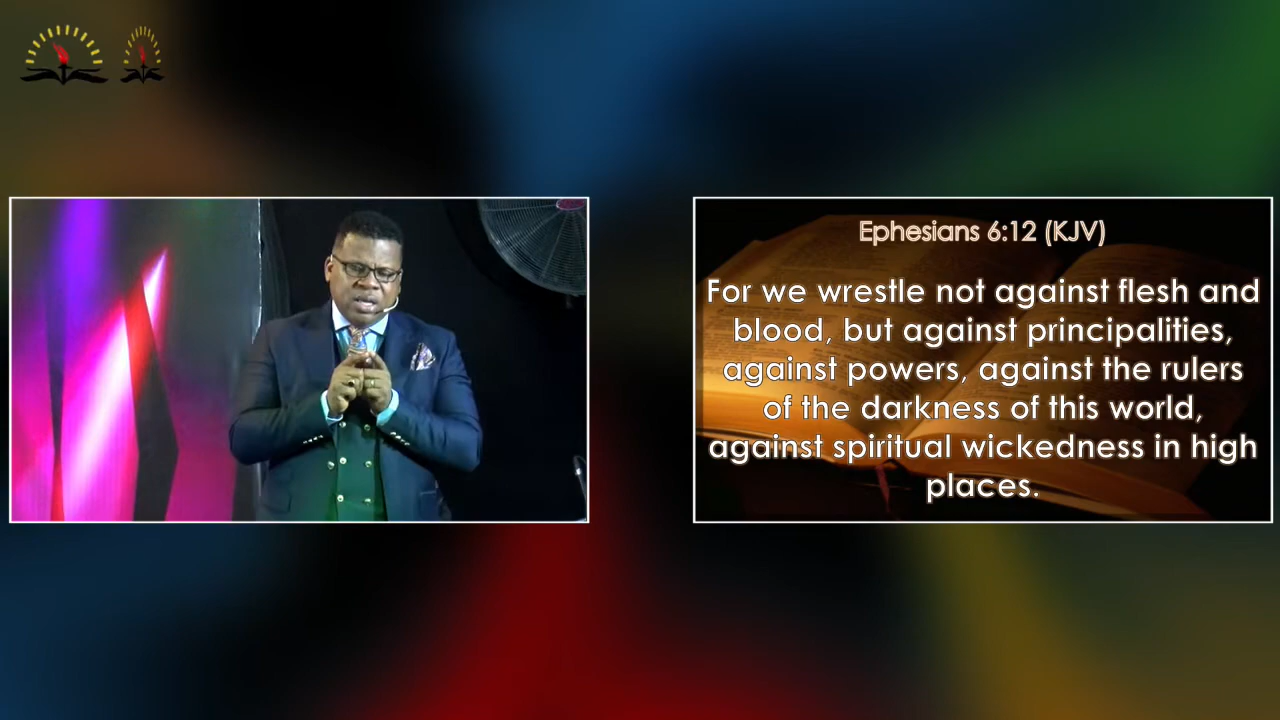 Ephesians 6:12 (KJV)
For we wrestle not against flesh and
blood, but against principalities,
against powers, against the rulers
of the darkness of this world,
against spiritual wickedness in high
places.